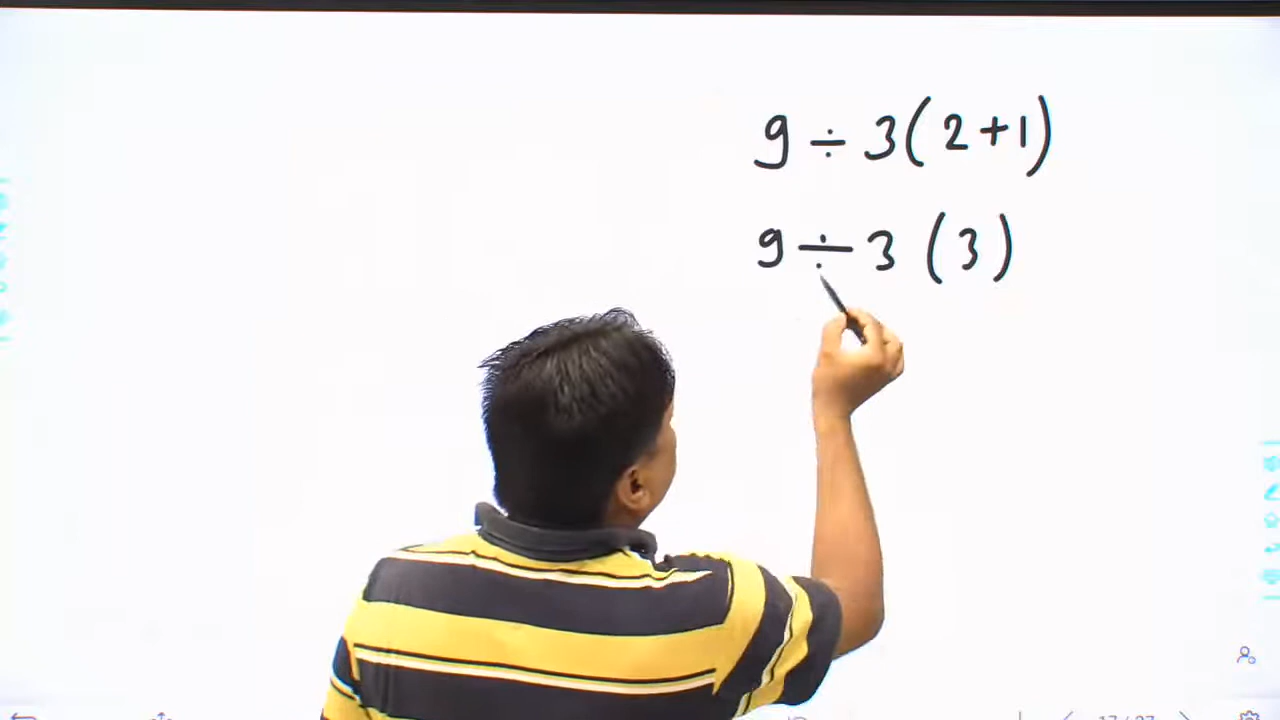 9 ÷ 3(2+1)
9 ÷ 3 (3)